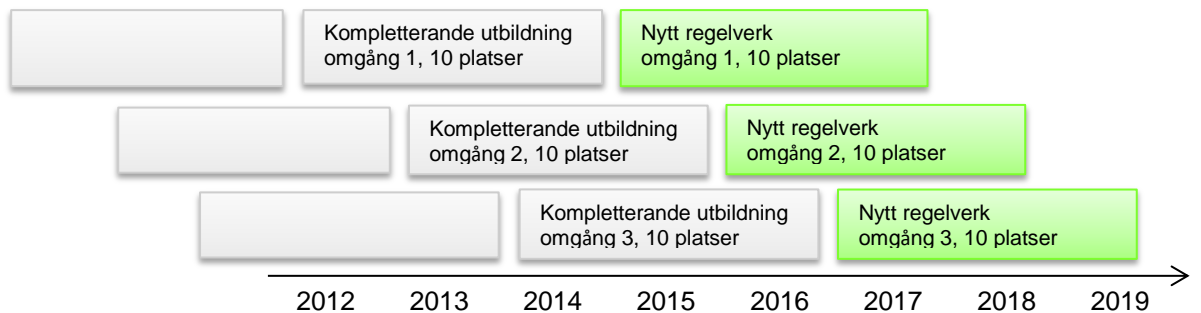 Kompletterande utbildning
omgång 1, 10 platser
Nytt regelverk
omgång 1, 10 platser
Kompletterande utbildning
omgång 2, 10 platser
Nytt regelverk
omgång 2, 10 platser
Kompletterande utbildning
omgång 3, 10 platser
Nytt regelverk
omgång 3, 10 platser
2012 2013 2014 2015 2016 2017 2018 2019